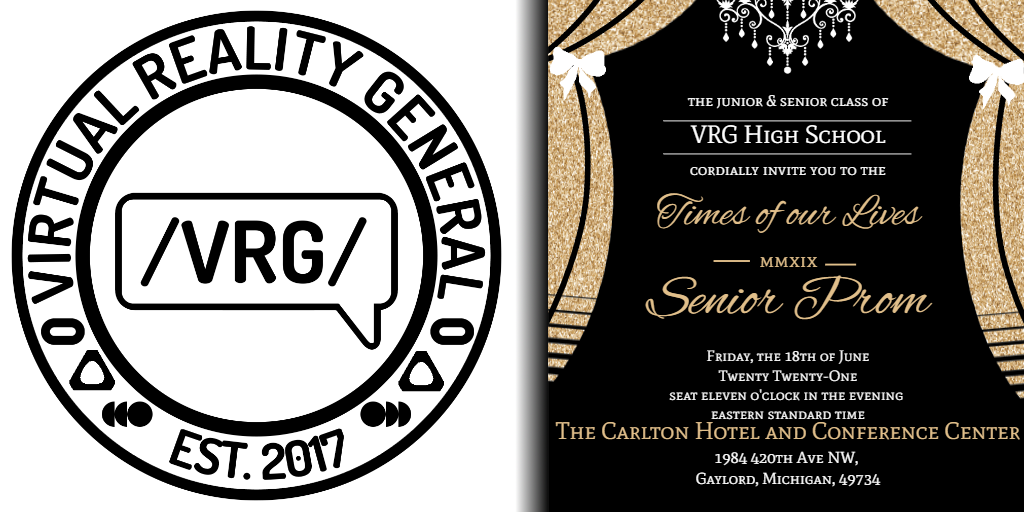 VIRTUAL REALITY GENERAL
/VRG/
EST. 2017
THE JUNIOR & SENIOR CLASS OF
VRG HIGH SCHOOL
CORDIALLY INVITE YOU TO THE
Times of our Lives
MMXIX
Senior Prom
FRIDAY, THE 18TH OF JUNE
TWENTY TWENTY-ONE
SEAT ELEVEN O'CLOCK IN THE EVENING
EASTERN STANDARD TIME
THE CARLTON HOTEL AND CONFERENCE CENTER
1984 420TH AVE NW,
GAYLORD, MICHIGAN, 49734